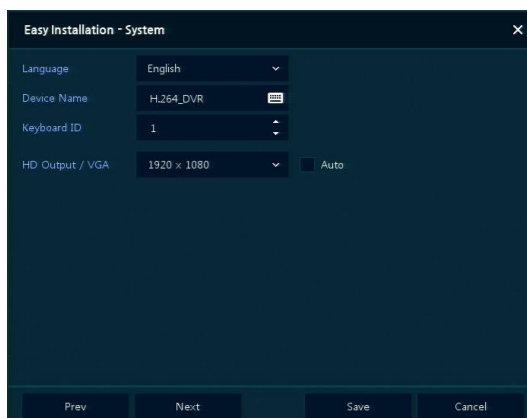 Easy Installation - System
Language English
Device Name H.264_DVR
Keyboard ID 1
HD Output / VGA 1920 × 1080 Auto
Prev Next Save Cancel